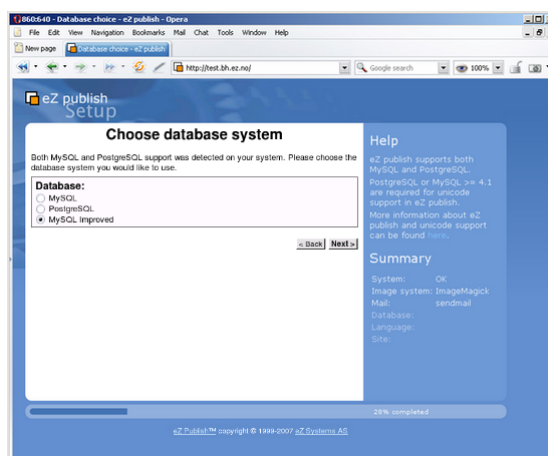 860:640 - Database choice - eZ publish - Opera
File Edit View Navigation Bookmarks Mail Chat Tools Window Help
New page Database choice - eZ publish
http://test.bh.ez.no/ Google search 100%
eZ publish
Setup
Choose database system
Both MySQL and PostgreSQL support was detected on your system. Please choose the
database system you would like to use.
Database:
MySQL
PostgreSQL
MySQL Improved
< Back Next >
Help
eZ publish supports both
MySQL and PostgreSQL.
PostgreSQL or MySQL >= 4.1
are required for unicode
support in eZ publish.
More information about eZ
publish and unicode support
can be found here.
Summary
System: OK
Image system: ImageMagick
Mail: sendmail
Database:
Language:
Site:
28% completed
eZ Publish™ copyright © 1999-2007 eZ Systems AS